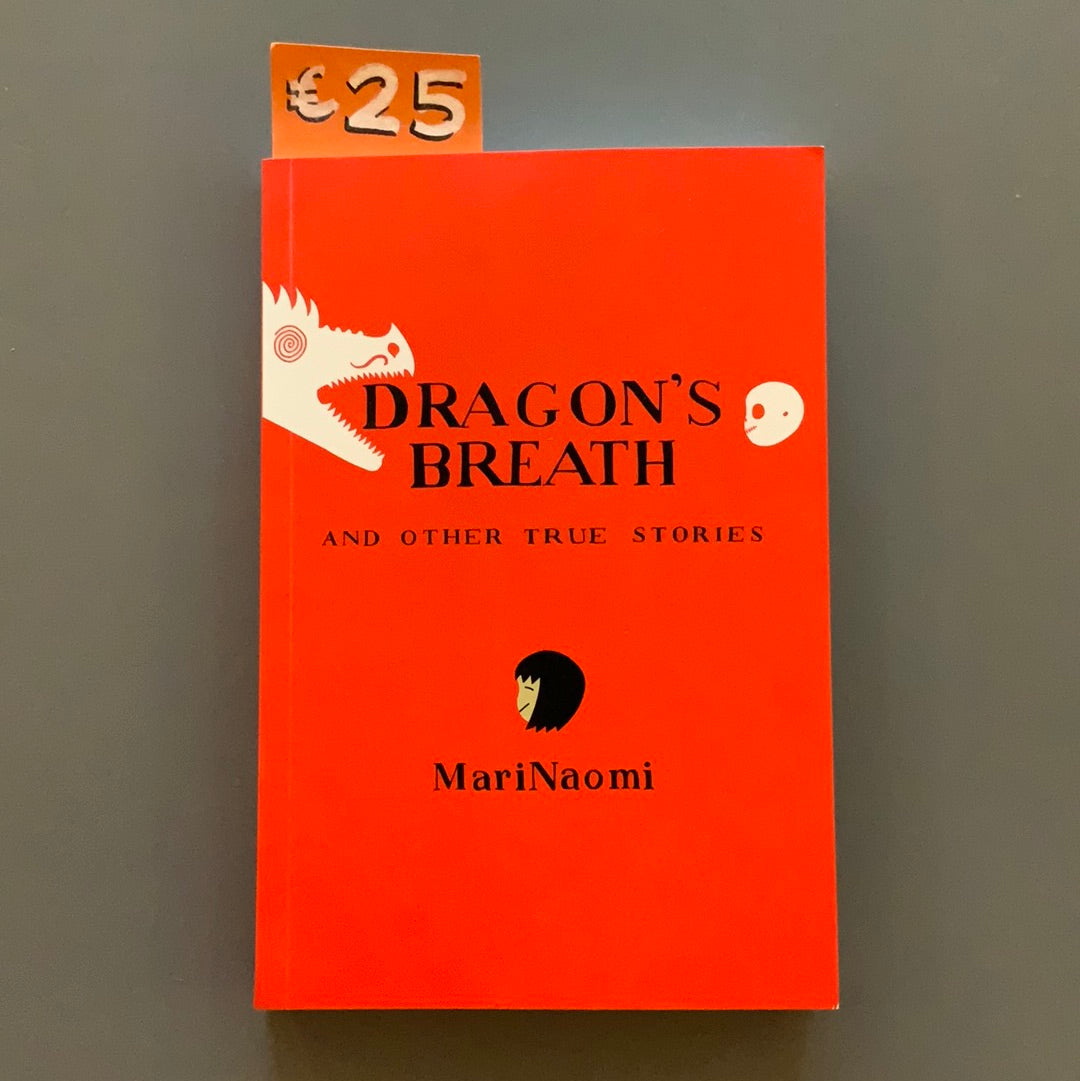 €25
DRAGON'S
BREATH
AND OTHER TRUE STORIES
MariNaomi